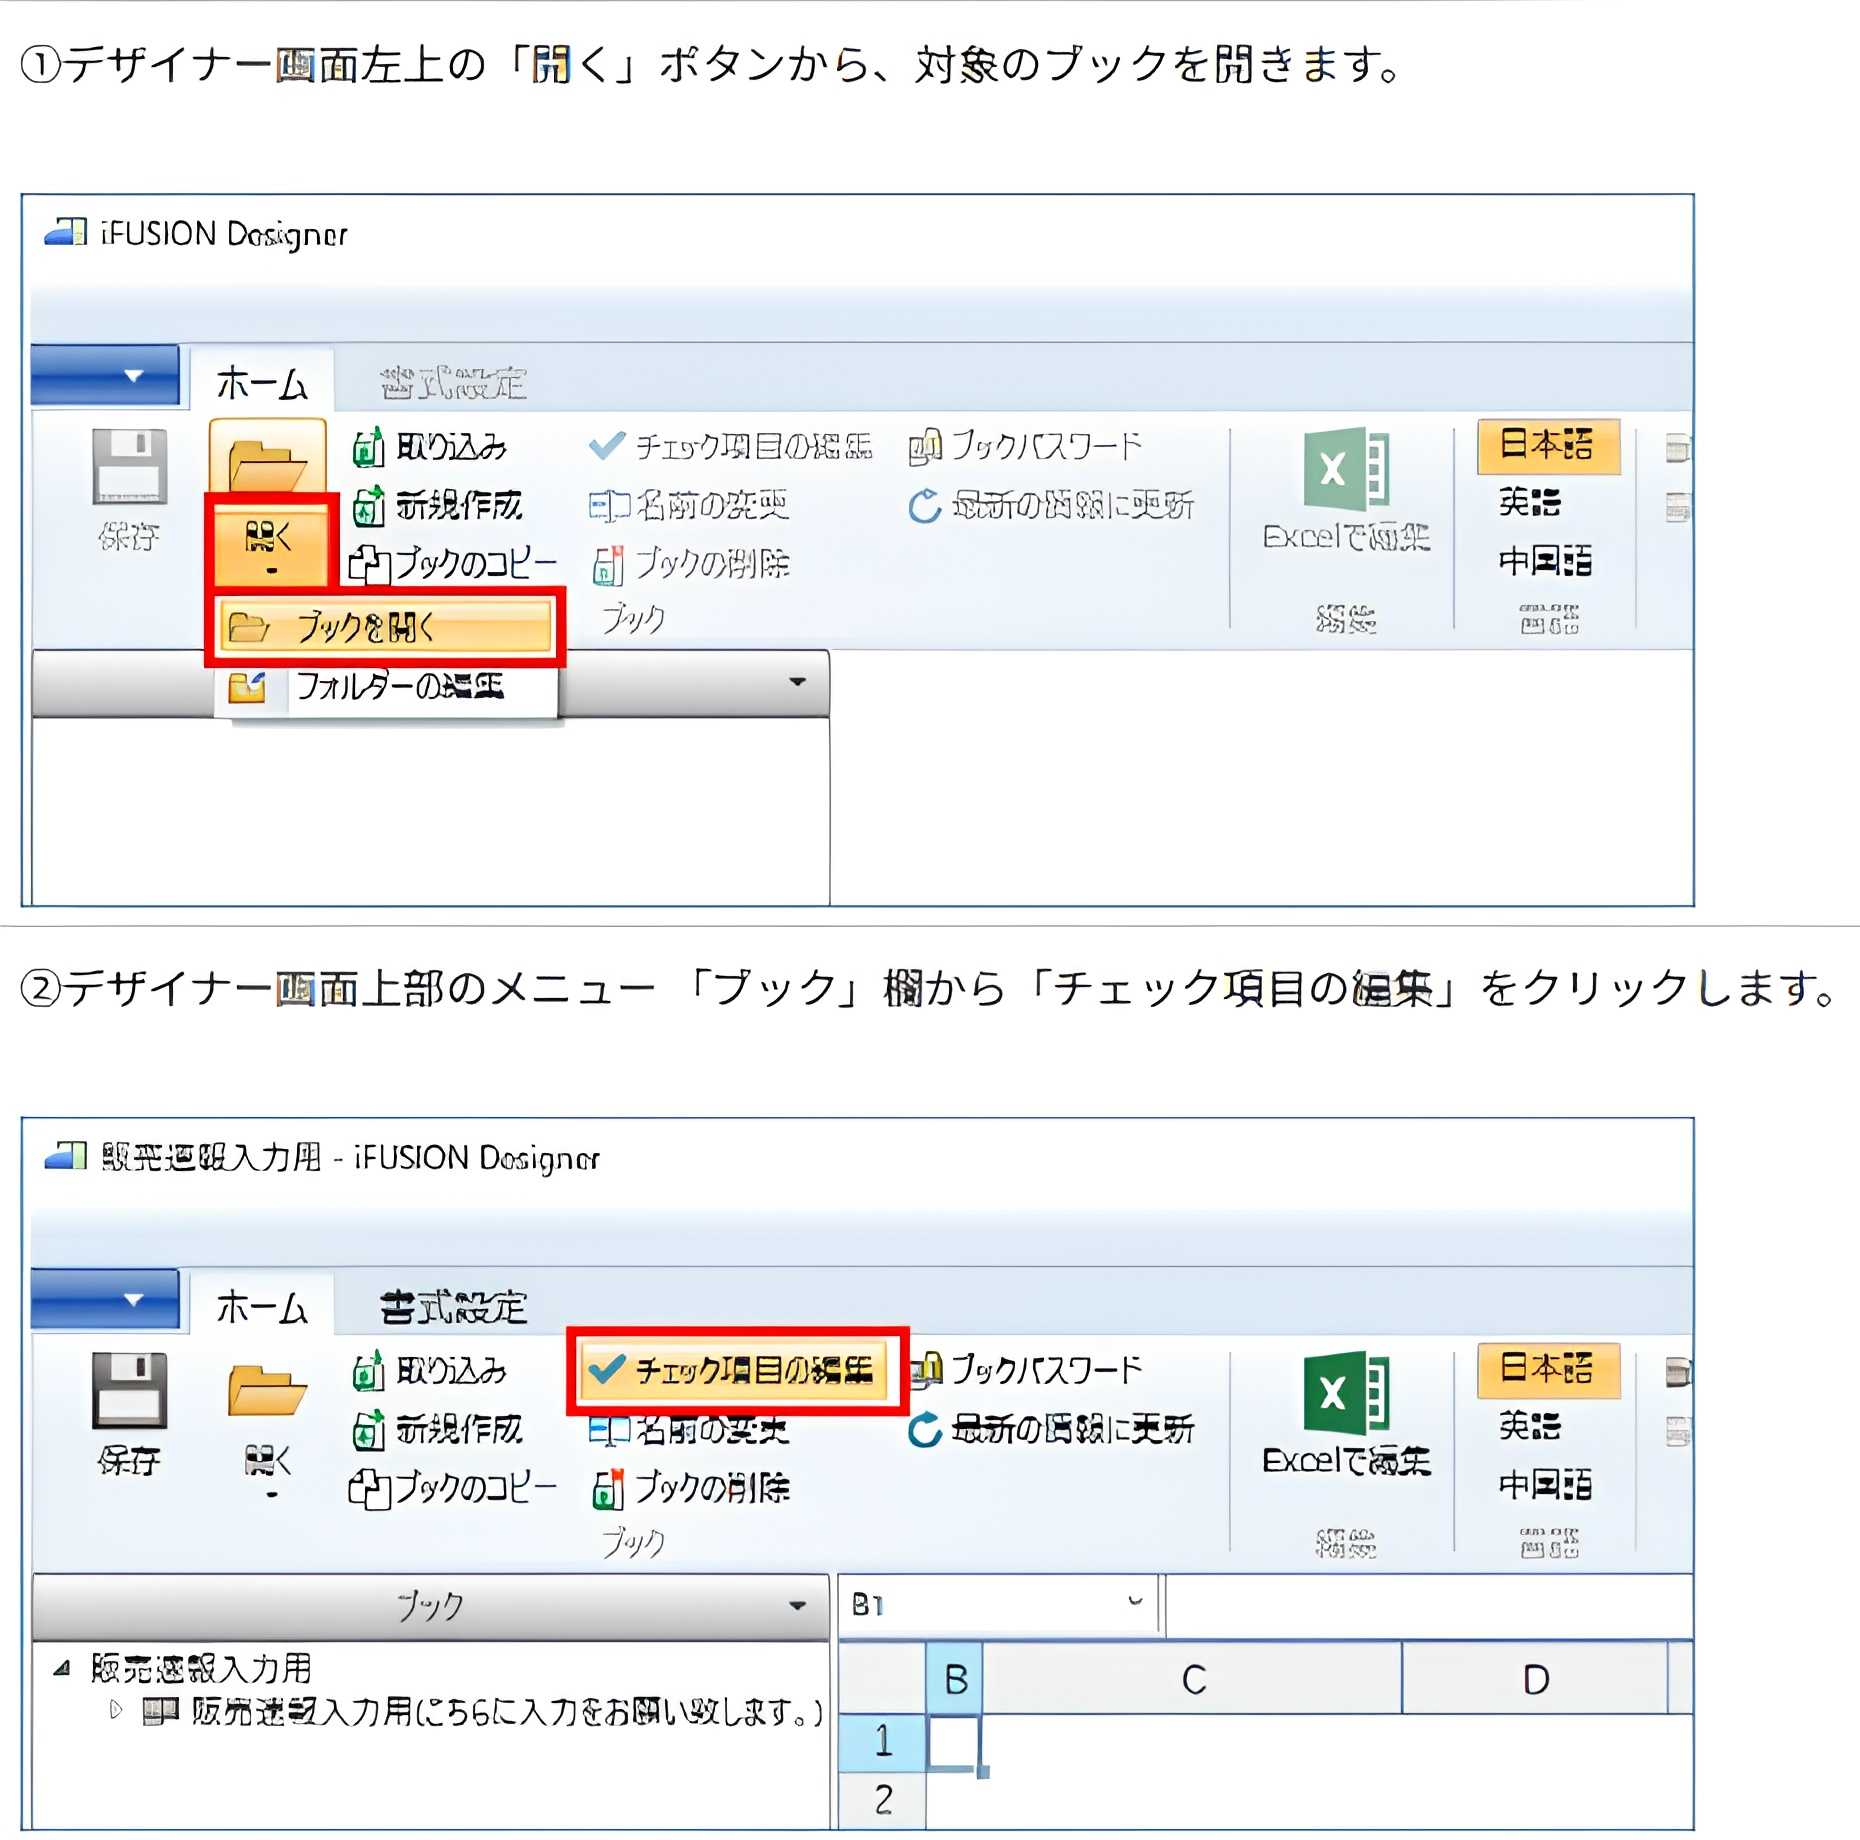 ①デザイナー画面左上の「開く」ボタンから、対象のブックを開きます。
iFUSION Designer
ホーム 書式設定
保存
開く
取り込み
新規作成
ブックのコピー
チェック項目の編集
名前の変更
ブックの削除
ブックパスワード
最新の情報に更新
ブック
Excelで編集
編集
日本語
英語
中国語
言語
ブックを開く
フォルダーの編集
②デザイナー画面上部のメニュー「ブック」欄から「チェック項目の編集」をクリックします。
販売週報入力用 - iFUSION Designer
ホーム 書式設定
保存
開く
取り込み
新規作成
ブックのコピー
チェック項目の編集
名前の変更
ブックの削除
ブックパスワード
最新の情報に更新
ブック
Excelで編集
編集
日本語
英語
中国語
言語
ブック
販売週報入力用
販売週報入力用(こちらに入力をお願い致します。)
B1
B C D
1
2